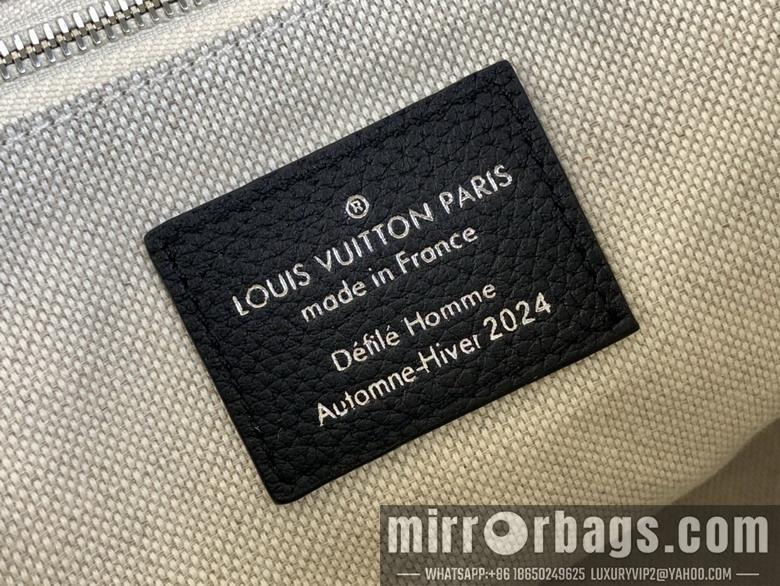 ®
LOUIS VUITTON PARIS
made in France
Défilé Homme
Automne-Hiver 2024
mirrorbags.com
WHATSAPP:+86 18650249625 LUXURYVIP2@YAHOO.COM